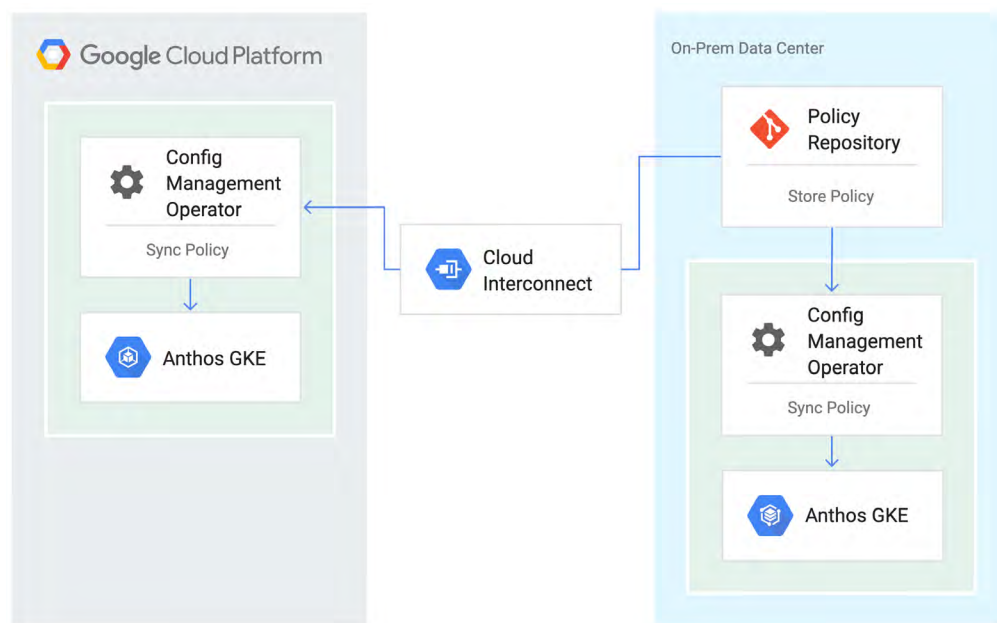 Google Cloud Platform
Config
Management
Operator
Sync Policy
Anthos GKE
Cloud
Interconnect
On-Prem Data Center
Policy
Repository
Store Policy
Config
Management
Operator
Sync Policy
Anthos GKE